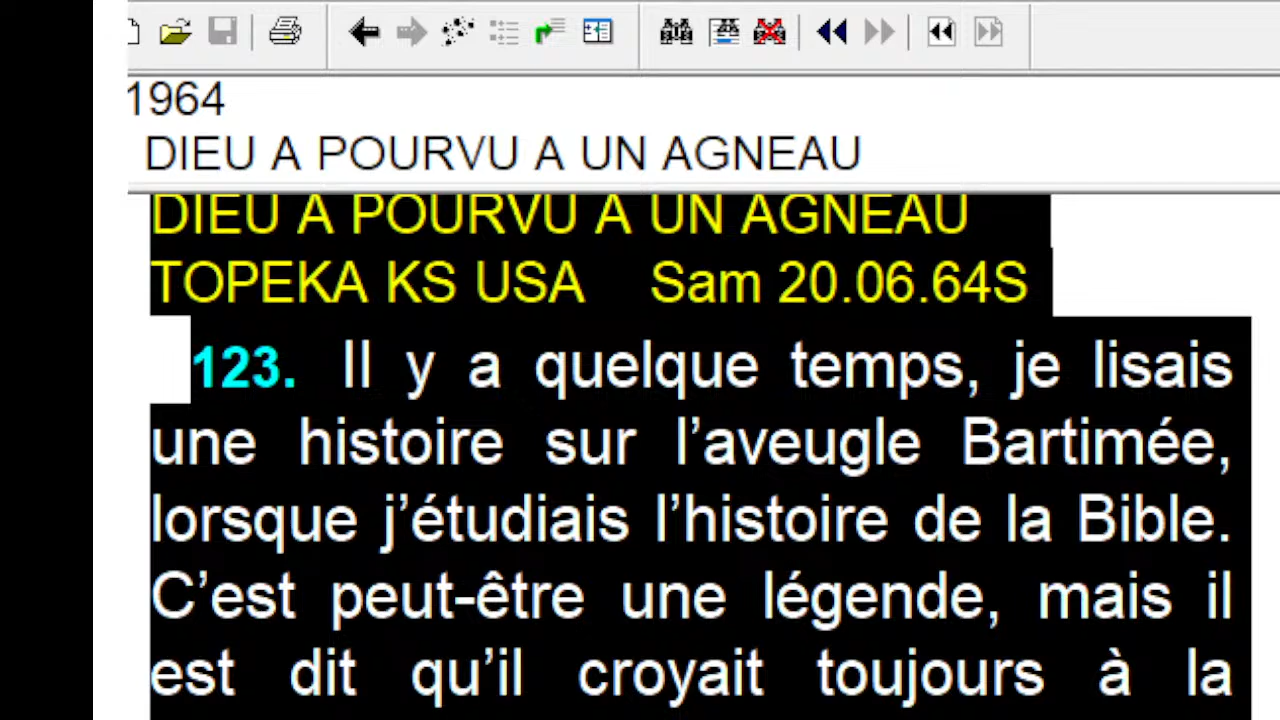 1964
DIEU A POURVU A UN AGNEAU
DIEU A POURVU A UN AGNEAU
TOPEKA KS USA Sam 20.06.64S
123. Il y a quelque temps, je lisais
une histoire sur l’aveugle Bartimée,
lorsque j’étudiais l’histoire de la Bible.
C’est peut-être une légende, mais il
est dit qu’il croyait toujours à la